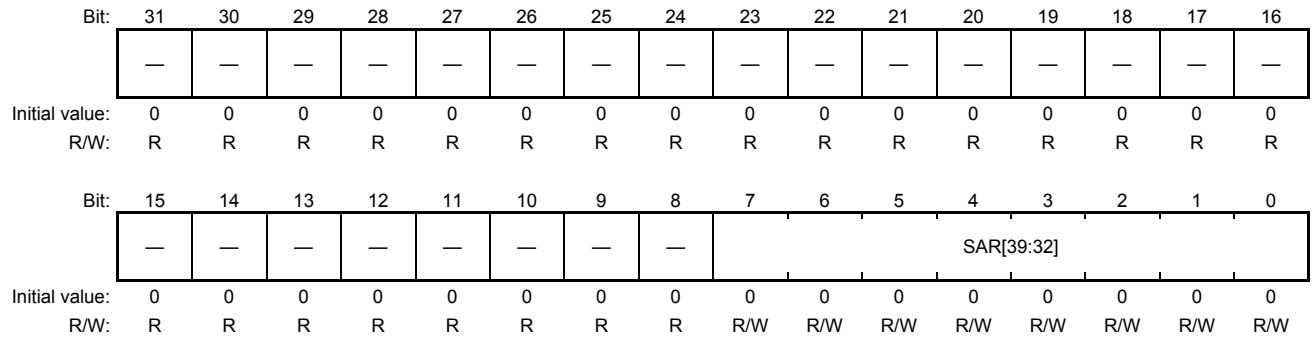 Bit: 31 30 29 28 27 26 25 24 23 22 21 20 19 18 17 16
— — — — — — — — — — — — — — — —
Initial value: 0 0 0 0 0 0 0 0 0 0 0 0 0 0 0 0
R/W: R R R R R R R R R R R R R R R R
Bit: 15 14 13 12 11 10 9 8 7 6 5 4 3 2 1 0
— — — — — — — — SAR[39:32]
Initial value: 0 0 0 0 0 0 0 0 0 0 0 0 0 0 0 0
R/W: R R R R R R R R R/W R/W R/W R/W R/W R/W R/W R/W